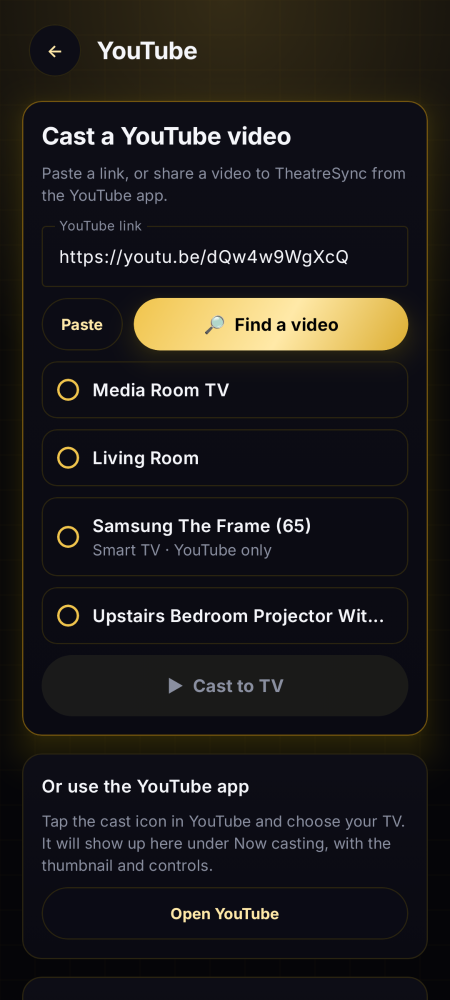 YouTube
Cast a YouTube video
Paste a link, or share a video to TheatreSync from
the YouTube app.
YouTube link
https://youtu.be/dQw4w9WgXcQ
Paste
🔎 Find a video
Media Room TV
Living Room
Samsung The Frame (65)
Smart TV · YouTube only
Upstairs Bedroom Projector Wit...
▶ Cast to TV
Or use the YouTube app
Tap the cast icon in YouTube and choose your TV.
It will show up here under Now casting, with the
thumbnail and controls.
Open YouTube